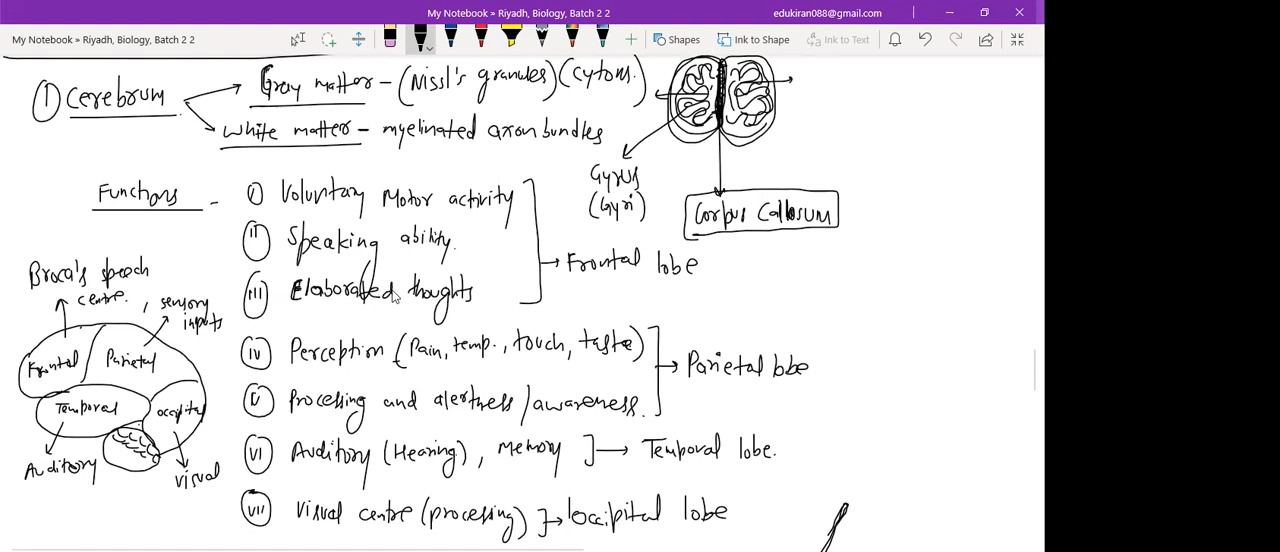 My Notebook » Riyadh, Biology, Batch 2 2
edukiran088@gmail.com
My Notebook » Riyadh, Biology, Batch 2 2
Shapes
Ink to Shape
Ink to Text
① Cerebrum
Grey matter - (Nissl's granules) (cytons.
White matter - myelinated axon bundles
Gyrus
(Gyri)
Corpus Callosum
Functions -
i Voluntary Motor activity
ii Speaking ability.
iii Elaborated thoughts
→ Frontal lobe
Broca's speech
centre.
, sensory
inputs
Frontal
Parietal
Temporal
occipital
Auditory
Visual
iv Perception (Pain, temp., touch, taste)
v Processing and alertness / awareness.
→ Parietal lobe
vi Auditory (Hearing), Memory ] → Temporal lobe.
vii Visual centre (processing) ] → Occipital lobe